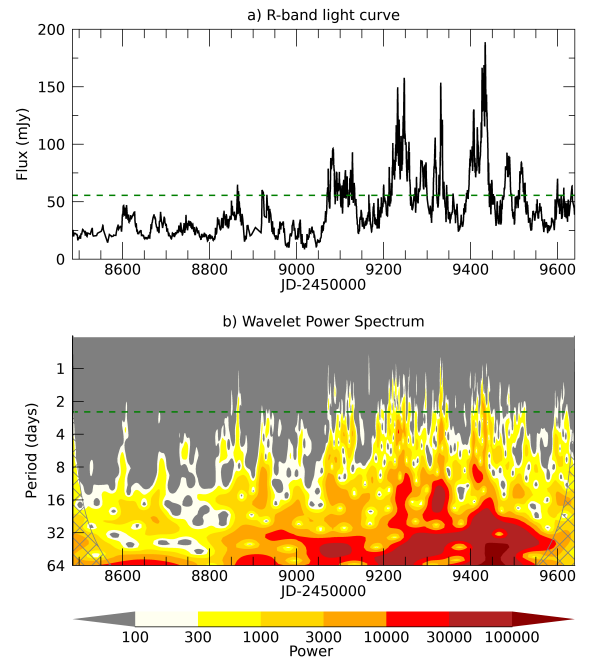 a) R-band light curve
200
150
100
50
0
Flux (mJy)
8600 8800 9000 9200 9400 9600
JD-2450000
b) Wavelet Power Spectrum
1
2
4
8
16
32
64
Period (days)
8600 8800 9000 9200 9400 9600
JD-2450000
100 300 1000 3000 10000 30000 100000
Power